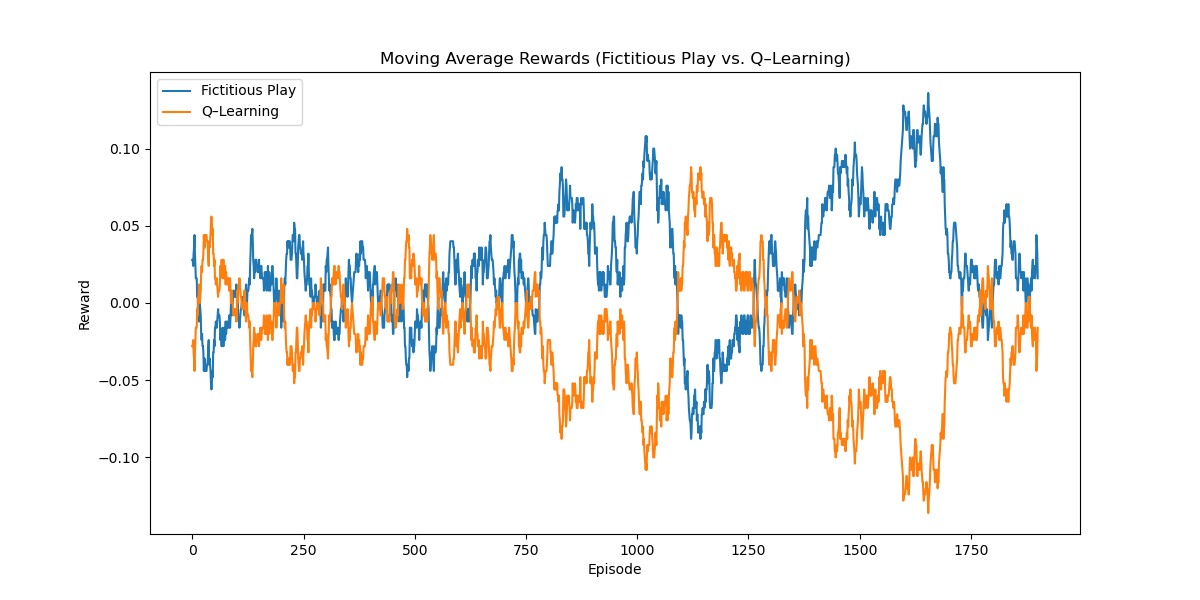 Moving Average Rewards (Fictitious Play vs. Q–Learning)
Fictitious Play
Q–Learning
0.10
0.05
0.00
−0.05
−0.10
Reward
0 250 500 750 1000 1250 1500 1750
Episode